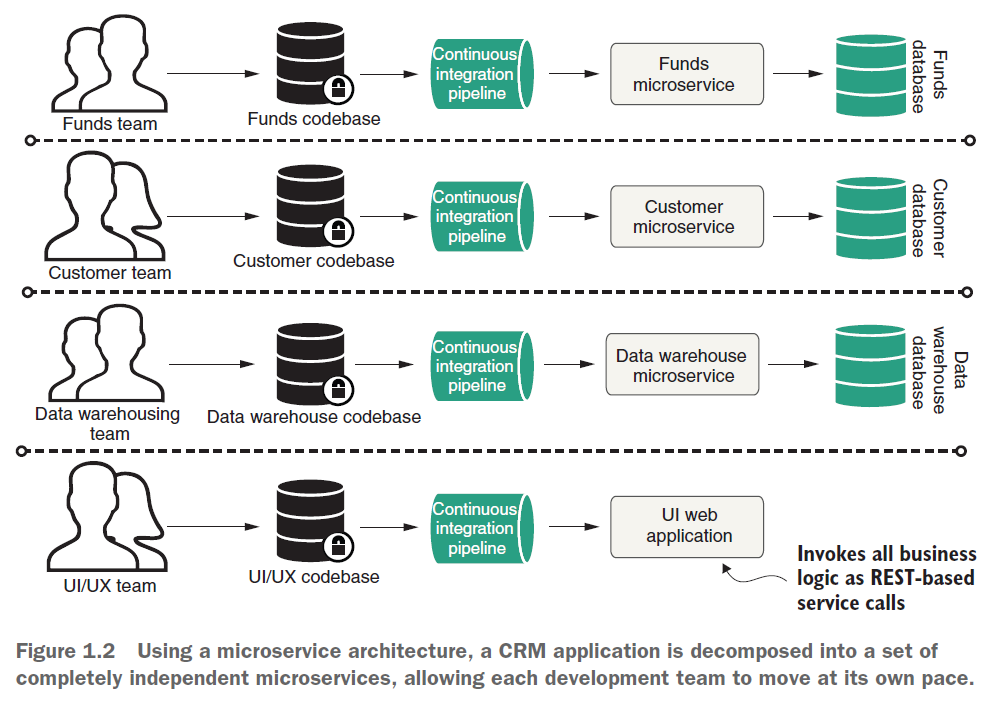 Funds team
Funds codebase
Continuous
integration
pipeline
Funds
microservice
Funds
database
Customer team
Customer codebase
Continuous
integration
pipeline
Customer
microservice
Customer
database
Data warehousing
team
Data warehouse codebase
Continuous
integration
pipeline
Data warehouse
microservice
Data
warehouse
database
UI/UX team
UI/UX codebase
Continuous
integration
pipeline
UI web
application
Invokes all business
logic as REST-based
service calls
Figure 1.2 Using a microservice architecture, a CRM application is decomposed into a set of
completely independent microservices, allowing each development team to move at its own pace.